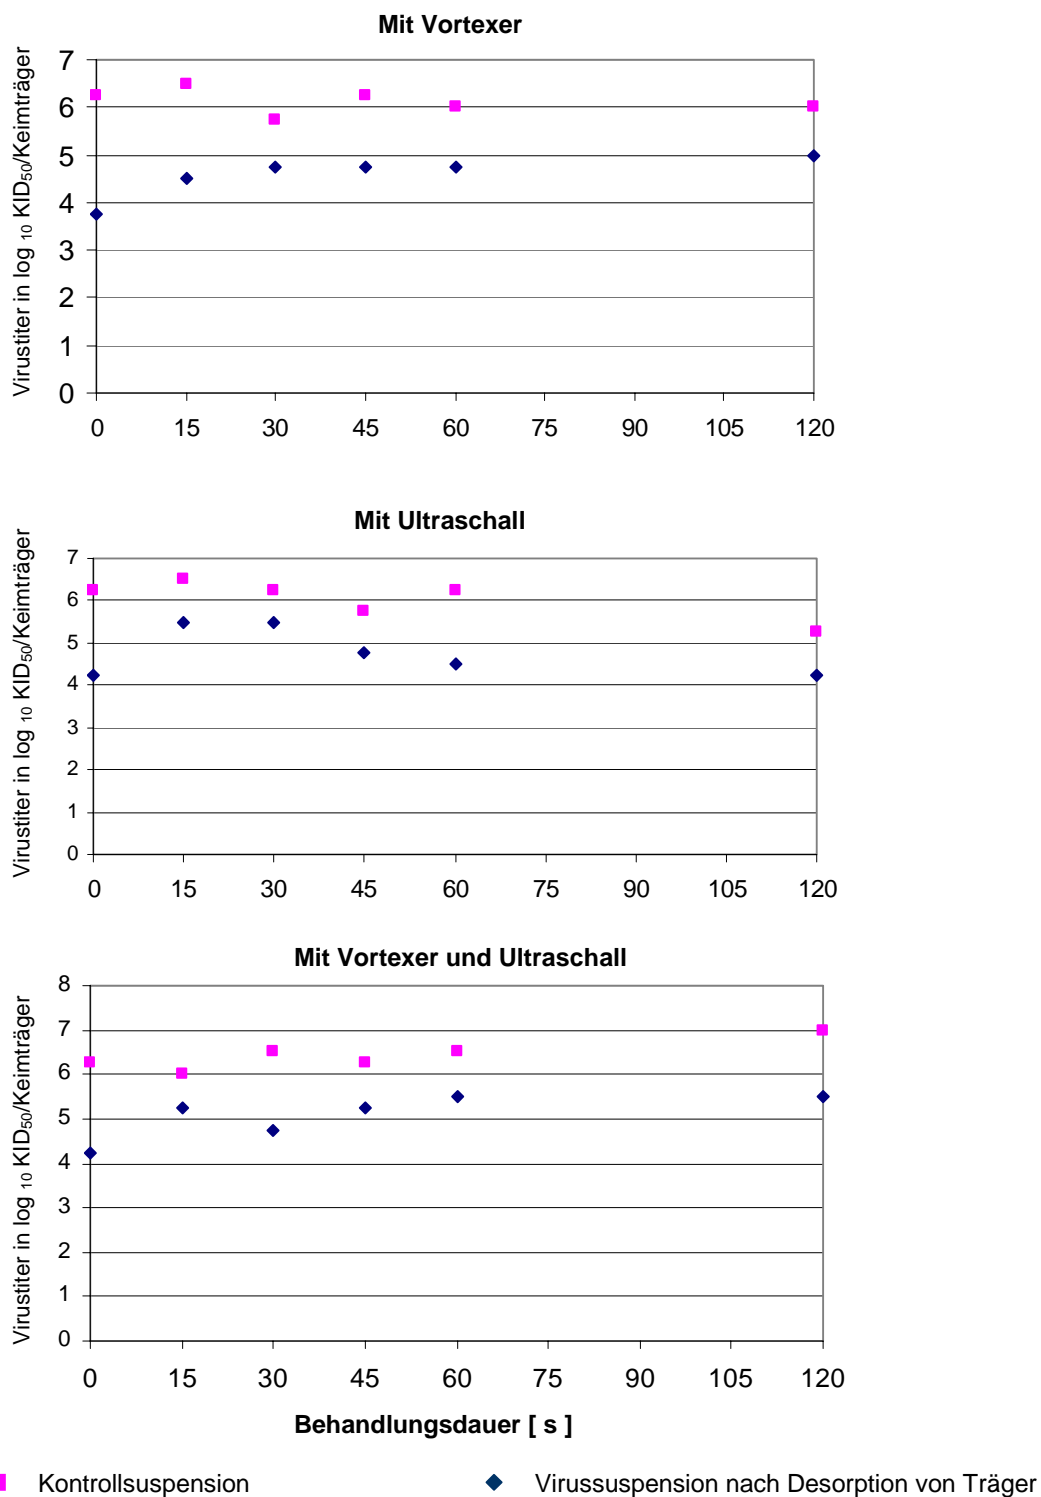 Mit Vortexer
Virustiter in log 10 KID50/Keimträger
7
6
5
4
3
2
1
0
0 15 30 45 60 75 90 105 120
Mit Ultraschall
Virustiter in log 10 KID50/Keimträger
7
6
5
4
3
2
1
0
0 15 30 45 60 75 90 105 120
Mit Vortexer und Ultraschall
Virustiter in log 10 KID50/Keimträger
8
7
6
5
4
3
2
1
0
0 15 30 45 60 75 90 105 120
Behandlungsdauer [ s ]
Kontrollsuspension
Virussuspension nach Desorption von Träger